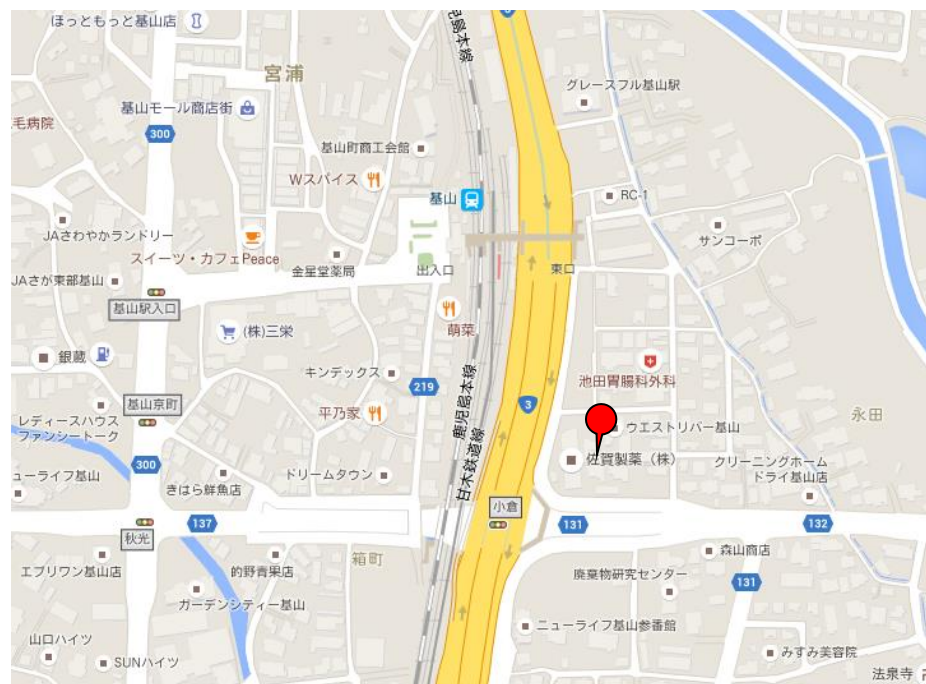 ほっともっと基山店
3
児島本線
宮浦
グレースフル基山駅
基山モール商店街
毛病院
300
基山町商工会館
Wスパイス
基山
RC-1
JAさわやかランドリー
サンコーポ
スイーツ・カフェPeace
金星堂薬局
出入口
東口
JAさが東部基山
基山駅入口
(株)三栄
萌菜
銀蔵
キンデックス
池田胃腸科外科
219
鹿児島本線
甘木鉄道線
3
基山京町
平乃家
レディースハウス
ファンシートーク
永田
ウエストリバー基山
佐賀製薬(株)
クリーニングホーム
ドライ基山店
300
ューライフ基山
きはら鮮魚店
ドリームタウン
小倉
137
131
132
秋光
箱町
森山商店
エブリワン基山店
的野青果店
廃棄物研究センター
131
ガーデンシティー基山
ニューライフ基山参番館
山口ハイツ
みすみ美容院
SUNハイツ
法泉寺